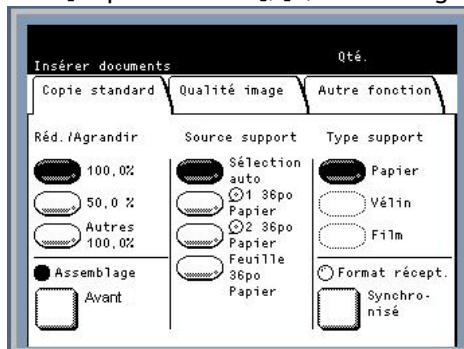 Insérer documents
Qté.
Copie standard
Qualité image
Autre fonction
Réd./Agrandir
100,0%
50,0 %
Autres
100,0%
Assemblage
Avant
Source support
Sélection
auto
1 36po
Papier
2 36po
Papier
Feuille
36po
Papier
Type support
Papier
Vélin
Film
Format récept.
Synchro-
nisé